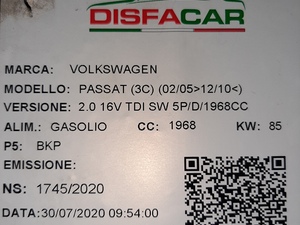 DISFACAR
MARCA: VOLKSWAGEN
MODELLO: PASSAT (3C) (02/05>12/10<)
VERSIONE: 2.0 16V TDI SW 5P/D/1968CC
ALIM.: GASOLIO CC: 1968 KW: 85
P5: BKP
EMISSIONE:
NS: 1745/2020
DATA:30/07/2020 09:54:00